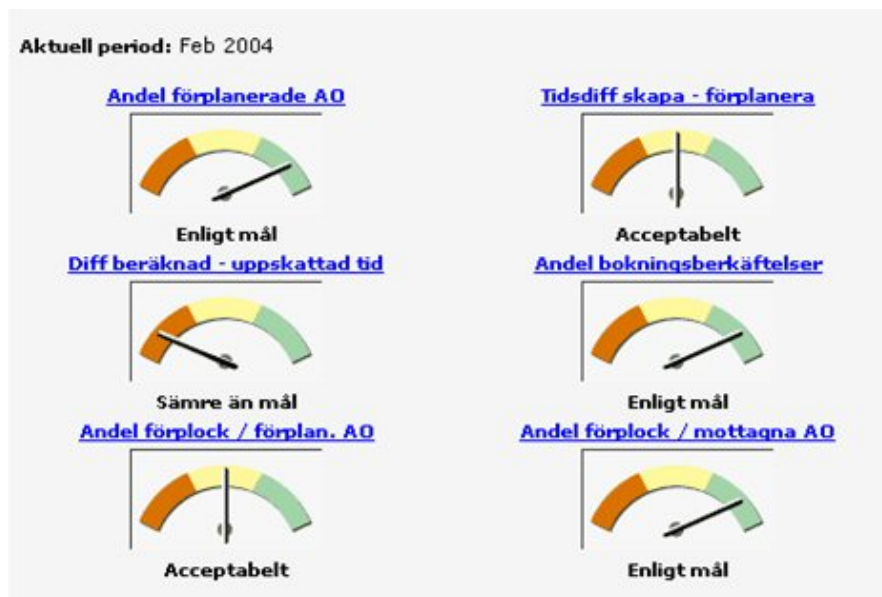 Aktuell period: Feb 2004
Andel förplanerade AO
Tidsdiff skapa - förplanera
Enligt mål
Acceptabelt
Diff beräknad - uppskattad tid
Andel bokningsberkäftelser
Sämre än mål
Enligt mål
Andel förplock / förplan. AO
Andel förplock / mottagna AO
Acceptabelt
Enligt mål